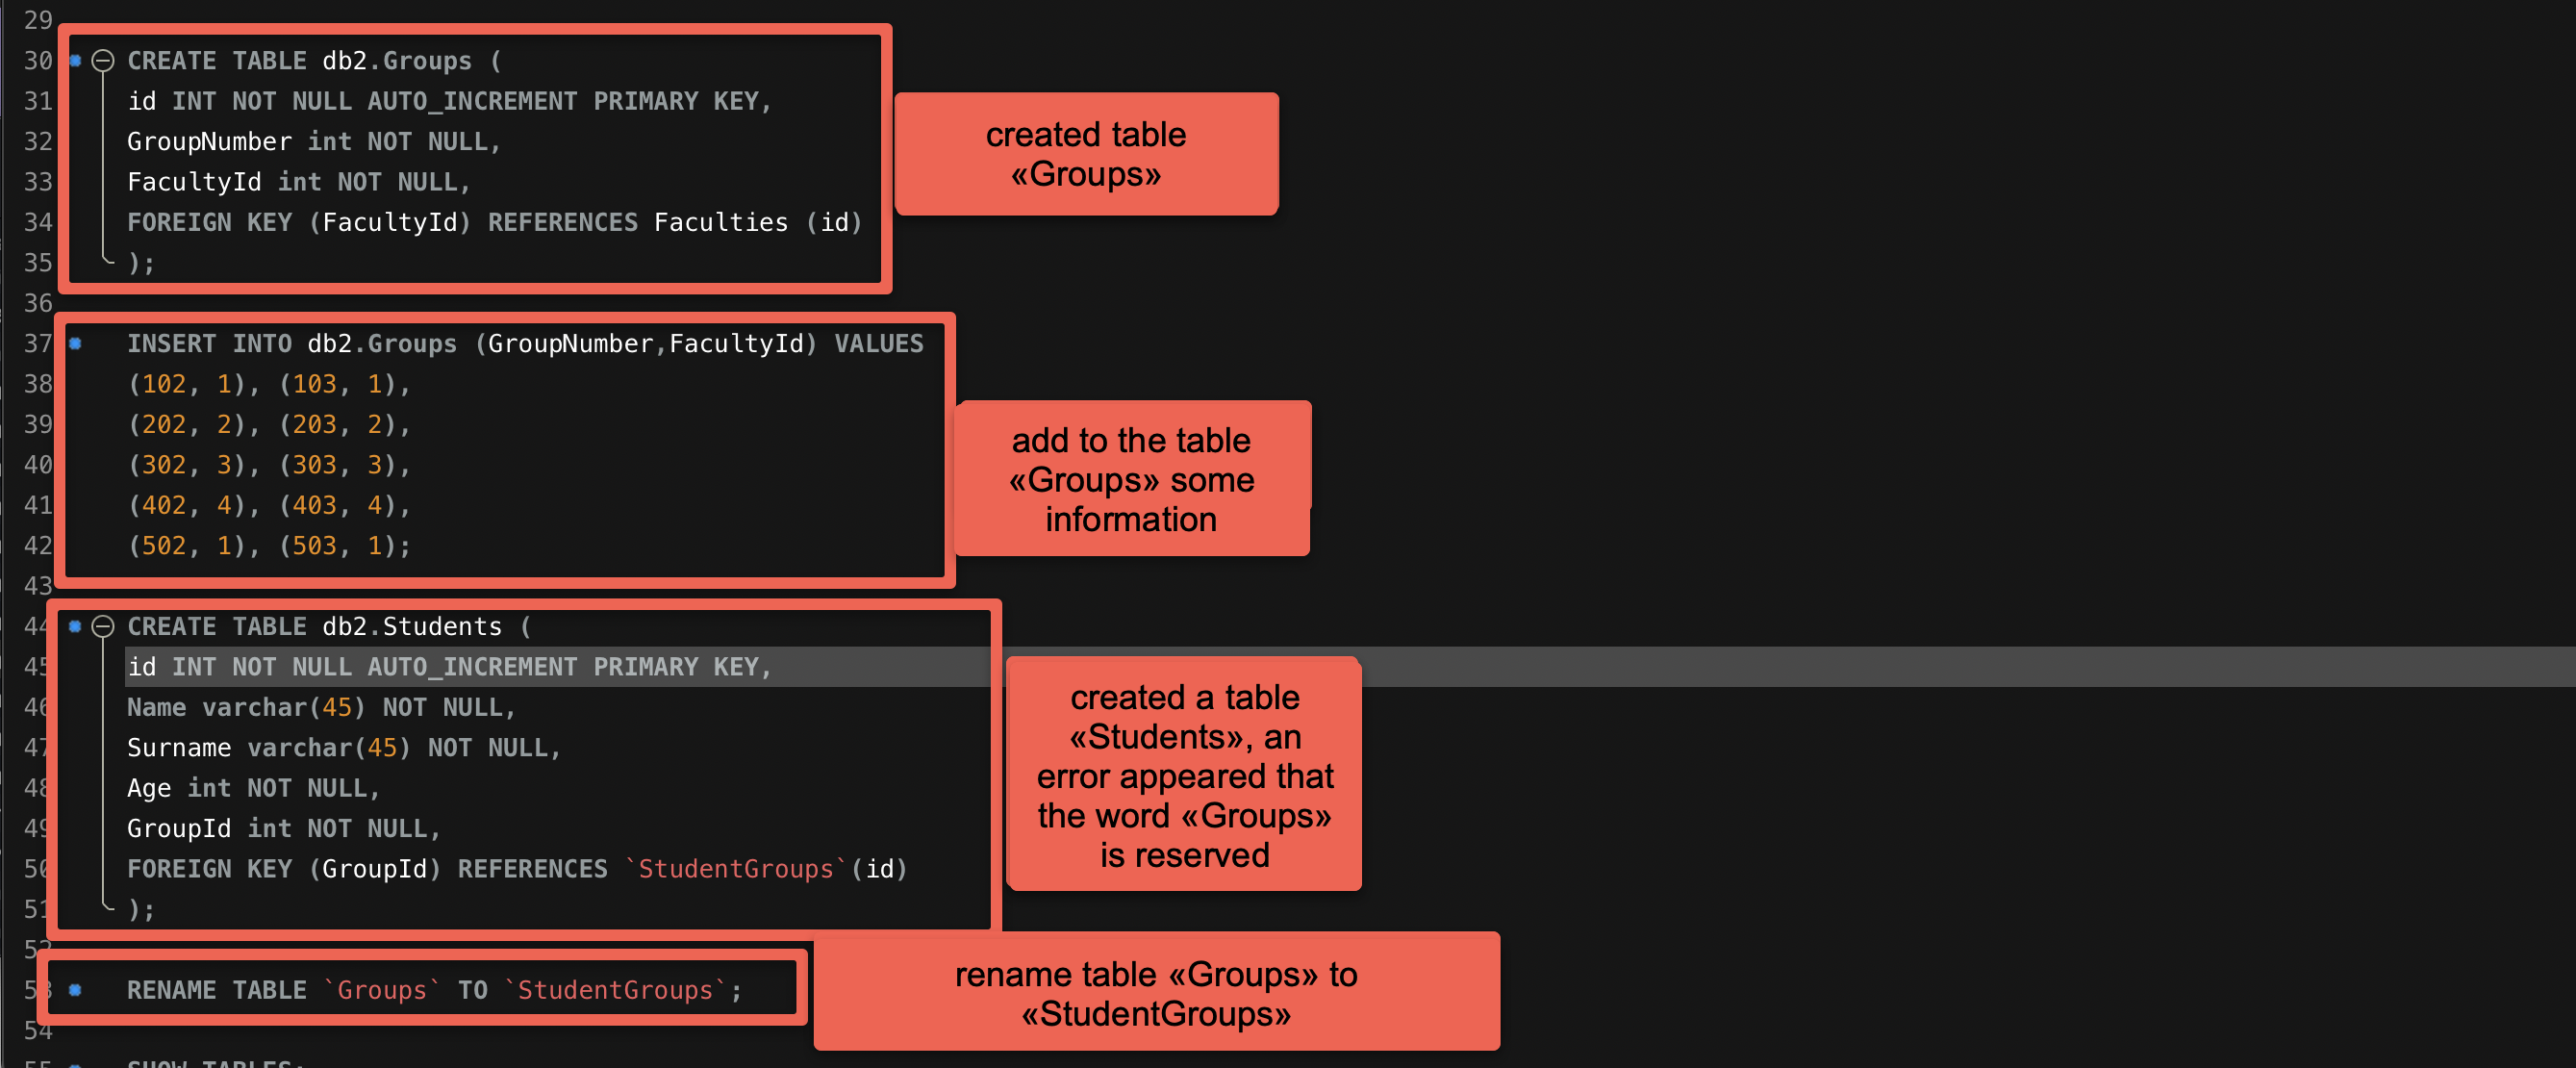 29
30 CREATE TABLE db2.Groups (
31 id INT NOT NULL AUTO_INCREMENT PRIMARY KEY,
32 GroupNumber int NOT NULL,
33 FacultyId int NOT NULL,
34 FOREIGN KEY (FacultyId) REFERENCES Faculties (id)
35 );
created table
«Groups»
36
37 INSERT INTO db2.Groups (GroupNumber,FacultyId) VALUES
38 (102, 1), (103, 1),
39 (202, 2), (203, 2),
40 (302, 3), (303, 3),
41 (402, 4), (403, 4),
42 (502, 1), (503, 1);
add to the table
«Groups» some
information
43
44 CREATE TABLE db2.Students (
45 id INT NOT NULL AUTO_INCREMENT PRIMARY KEY,
46 Name varchar(45) NOT NULL,
47 Surname varchar(45) NOT NULL,
48 Age int NOT NULL,
49 GroupId int NOT NULL,
50 FOREIGN KEY (GroupId) REFERENCES `StudentGroups`(id)
51 );
created a table
«Students», an
error appeared that
the word «Groups»
is reserved
52
53 RENAME TABLE `Groups` TO `StudentGroups`;
rename table «Groups» to
«StudentGroups»
54
55 SHOW TABLES;